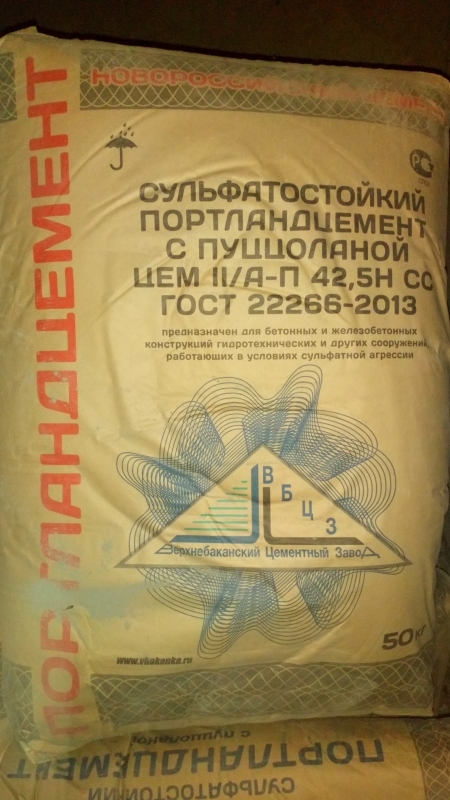 ПОРТЛАНДЦЕМЕНТ
СУЛЬФАТОСТОЙКИЙ
ПОРТЛАНДЦЕМЕНТ
С ПУЦЦОЛАНОЙ
ЦЕМ II/А-П 42,5Н СС
ГОСТ 22266-2013
предназначен для бетонных и железобетонных
конструкций гидротехнических и других сооружений
работающих в условиях сульфатной агрессии
В
Б
Ц
З
Верхнебаканский Цементный ЗавоД
50 кг
www.vbakanka.ru
ПОРТЛАНДЦЕМЕНТ
с пуццоланой
СУЛЬФАТОСТОЙКИЙ